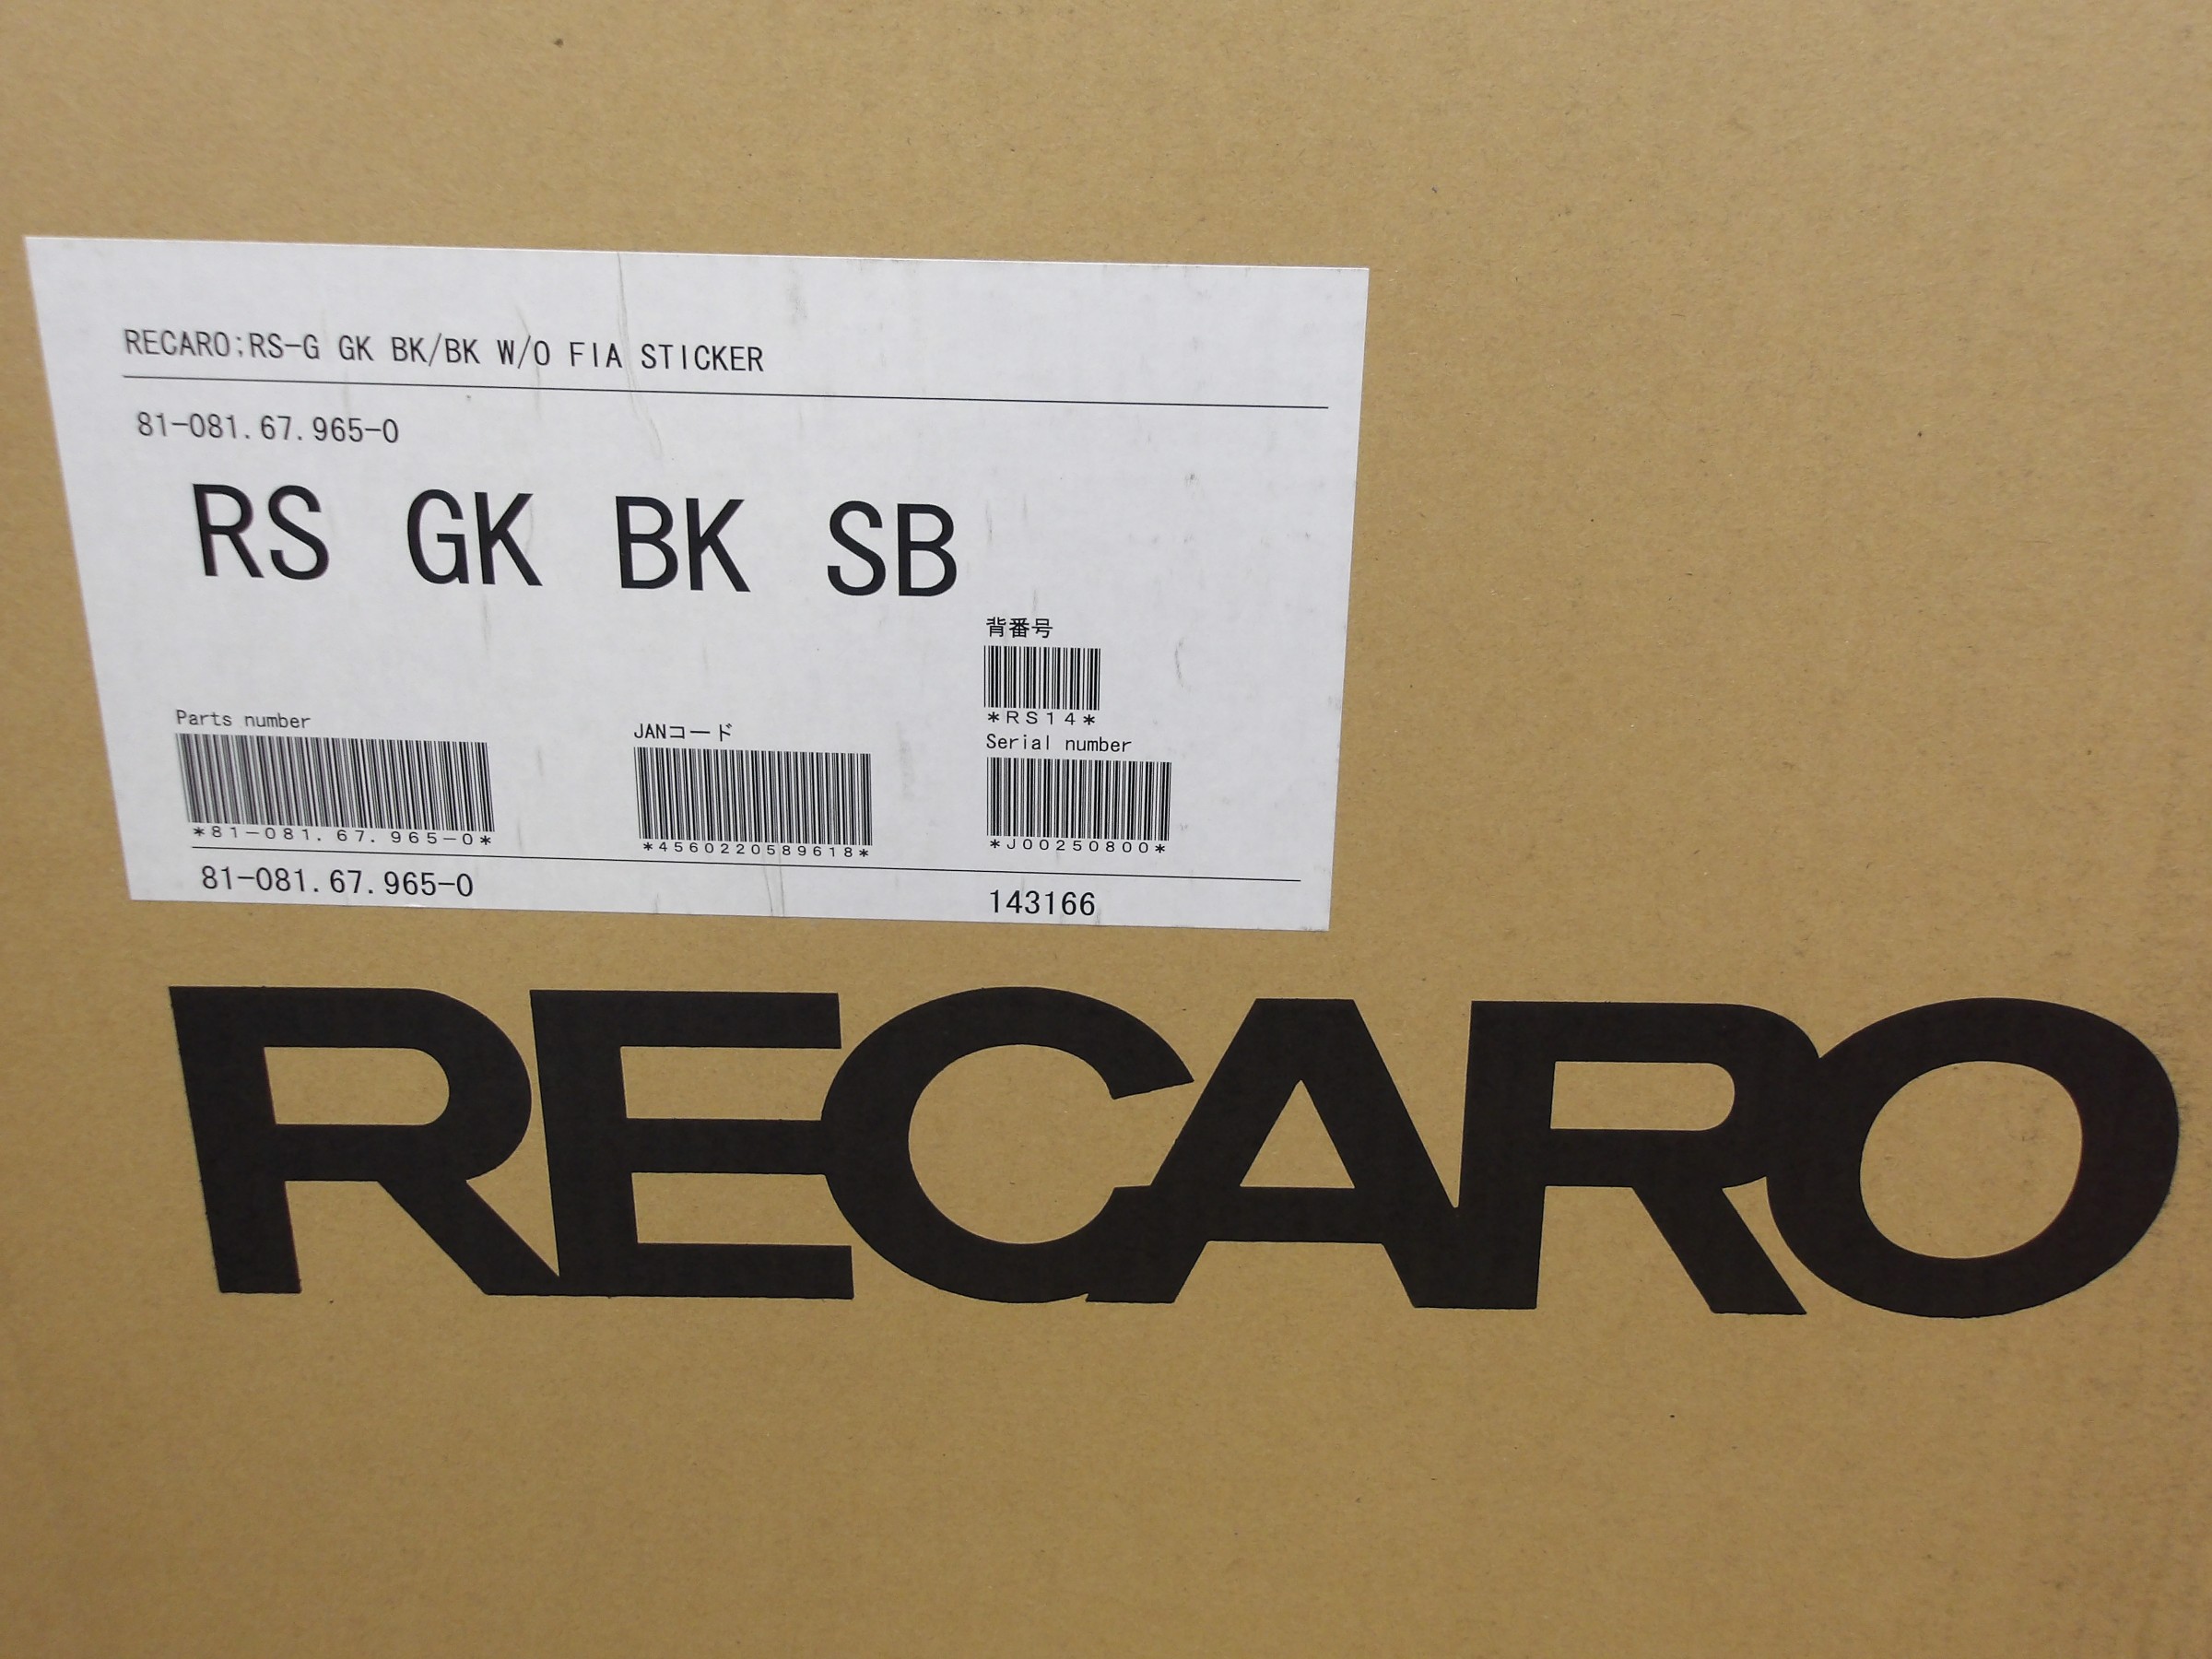 RECARO;RS-G GK BK/BK W/O FIA STICKER
81-081.67.965-0
RS GK BK SB
背番号
*RS14*
Parts number
JANコード
Serial number
*81-081.67.965-0*
*4560220589618*
*J00250800*
81-081.67.965-0
143166
RECARO